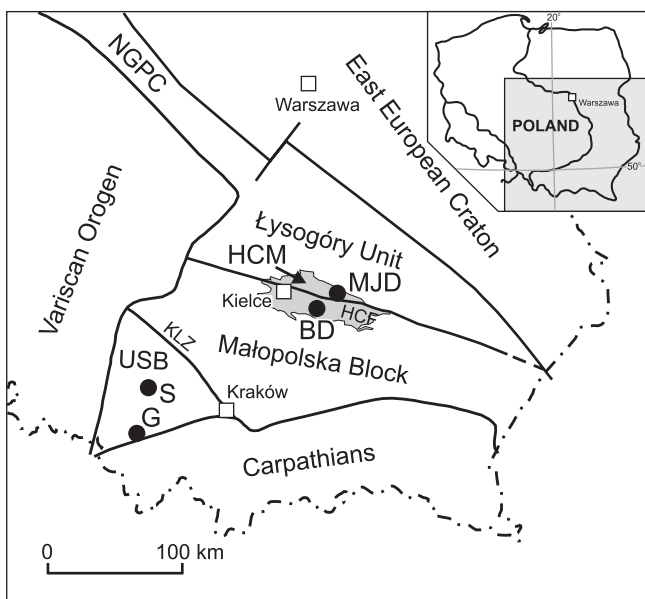 NGPC
Warszawa
East European Craton
20°
Warszawa
POLAND
50°
Variscan Orogen
Łysogóry Unit
HCM
MJD
Kielce
HCF
BD
KLZ
Małopolska Block
USB
S
Kraków
G
Carpathians
0 100 km